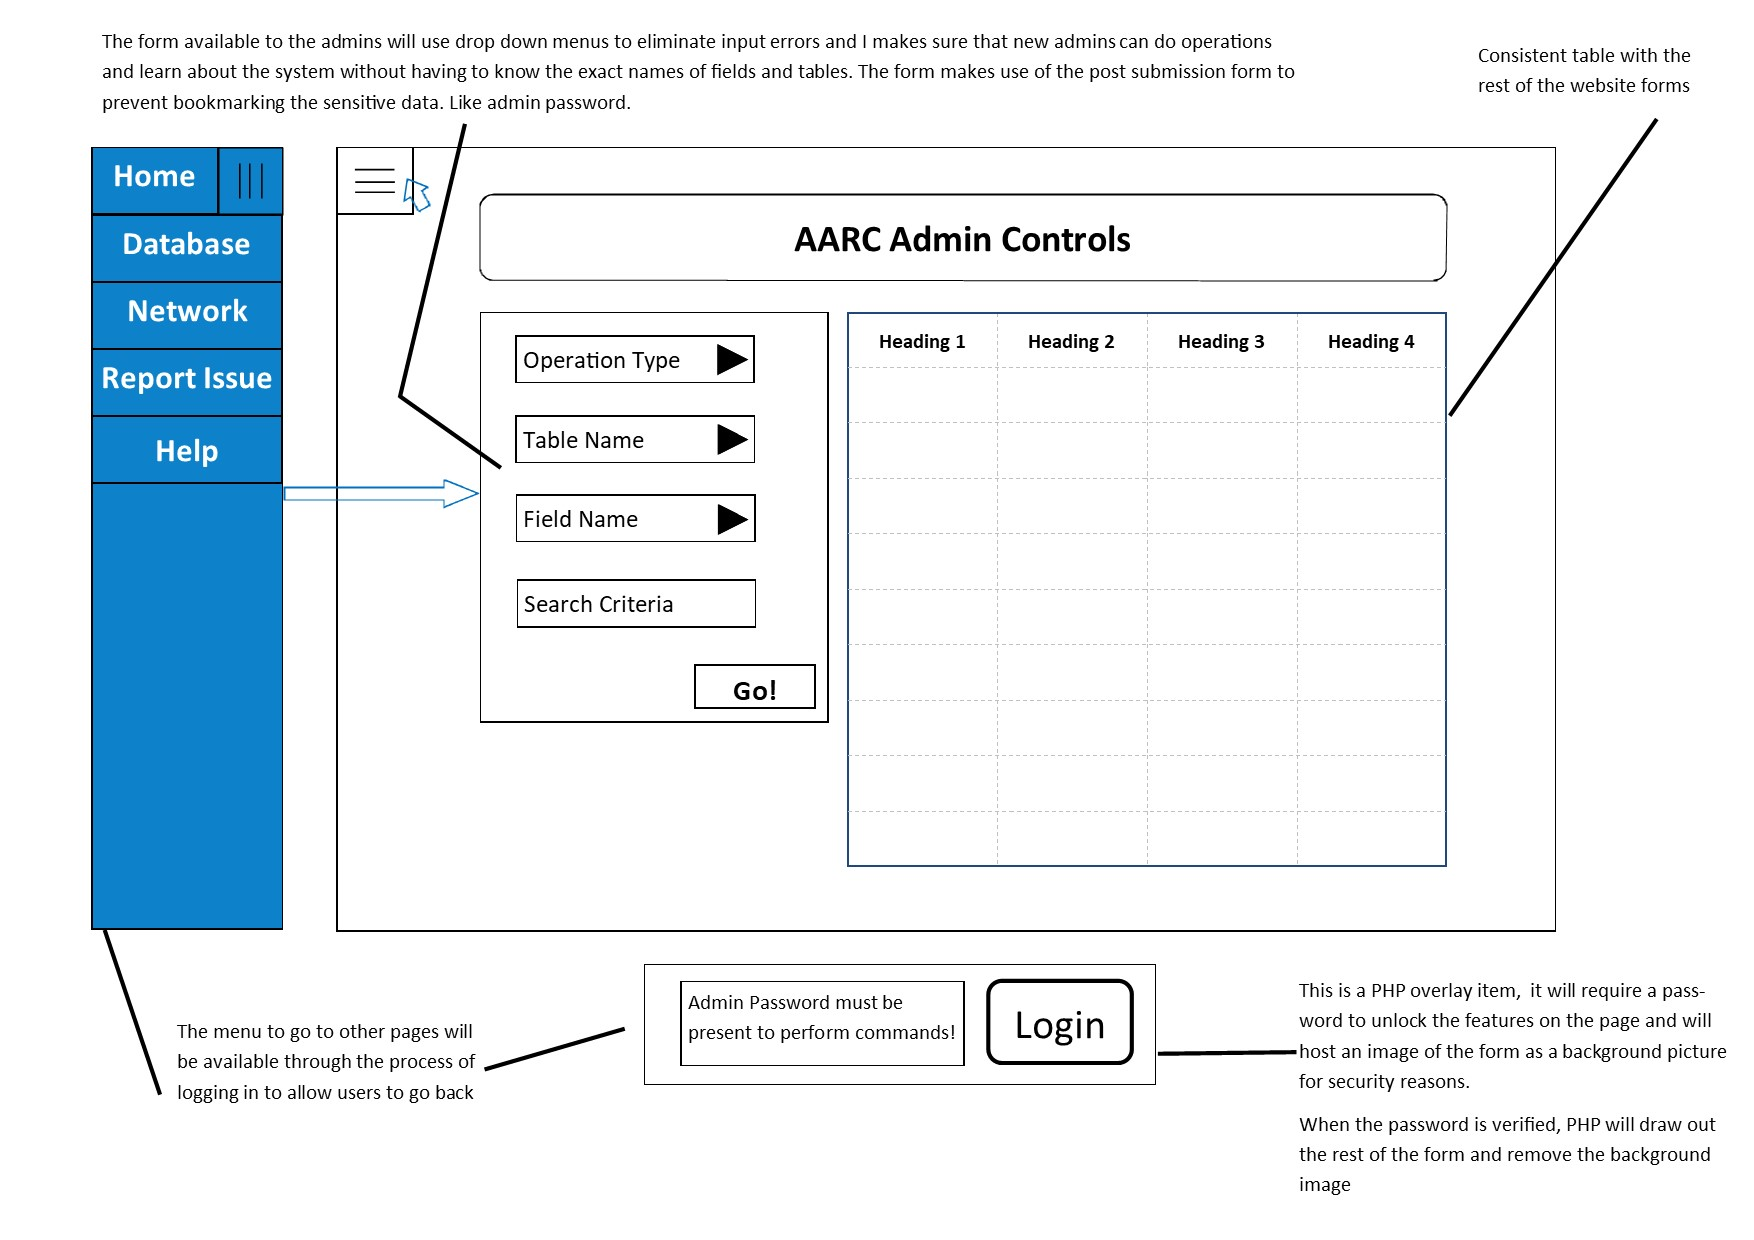 The form available to the admins will use drop down menus to eliminate input errors and I makes sure that new admins can do operations
and learn about the system without having to know the exact names of fields and tables. The form makes use of the post submission form to
prevent bookmarking the sensitive data. Like admin password.
Consistent table with the
rest of the website forms
Home
Database
Network
Report Issue
Help
AARC Admin Controls
Operation Type
Table Name
Field Name
Search Criteria
Go!
Heading 1 Heading 2 Heading 3 Heading 4
The menu to go to other pages will
be available through the process of
logging in to allow users to go back
Admin Password must be
present to perform commands!
Login
This is a PHP overlay item,  it will require a pass-
word to unlock the features on the page and will
host an image of the form as a background picture
for security reasons.
When the password is verified, PHP will draw out
the rest of the form and remove the background
image